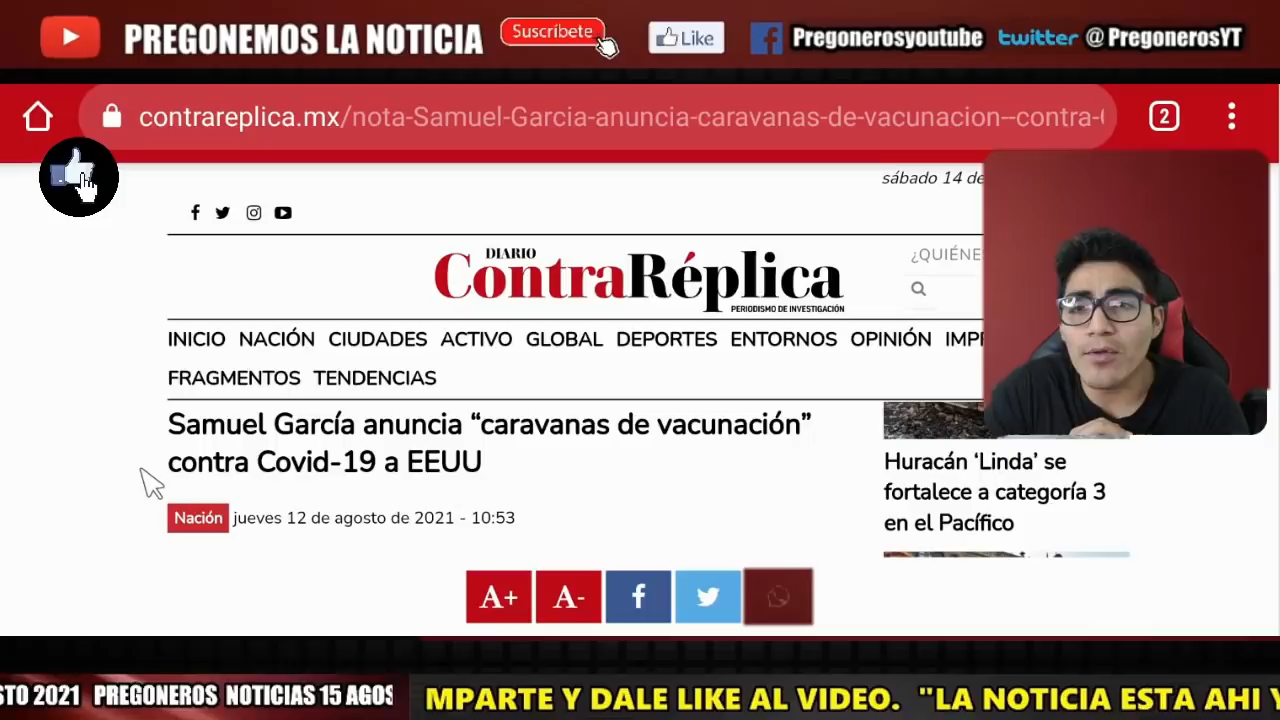 PREGONEMOS LA NOTICIA
Suscríbete
Like
Pregonerosyoutube
twitter @PregonerosYT
contrareplica.mx/nota-Samuel-Garcia-anuncia-caravanas-de-vacunacion--contra-
2
sábado 14 de
DIARIO
ContraRéplica
PERIODISMO DE INVESTIGACIÓN
¿QUIÉNE
INICIO NACIÓN CIUDADES ACTIVO GLOBAL DEPORTES ENTORNOS OPINIÓN IMP
FRAGMENTOS TENDENCIAS
Samuel García anuncia “caravanas de vacunación”
contra Covid-19 a EEUU
Nación jueves 12 de agosto de 2021 - 10:53
Huracán ‘Linda’ se
fortalece a categoría 3
en el Pacífico
A+ A-
STO 2021 PREGONEROS NOTICIAS 15 AGOS
MPARTE Y DALE LIKE AL VIDEO. "LA NOTICIA ESTA AHI Y